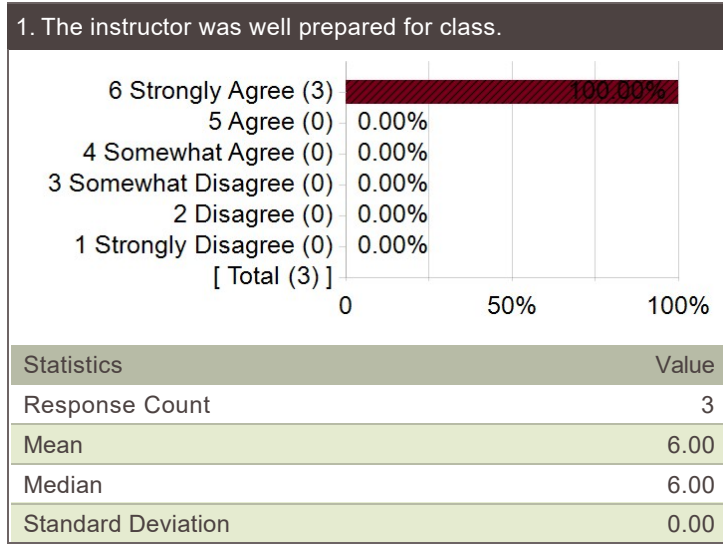 1. The instructor was well prepared for class.
6 Strongly Agree (3) 100.00%
5 Agree (0) 0.00%
4 Somewhat Agree (0) 0.00%
3 Somewhat Disagree (0) 0.00%
2 Disagree (0) 0.00%
1 Strongly Disagree (0) 0.00%
[ Total (3) ]
0 50% 100%
Statistics Value
Response Count 3
Mean 6.00
Median 6.00
Standard Deviation 0.00